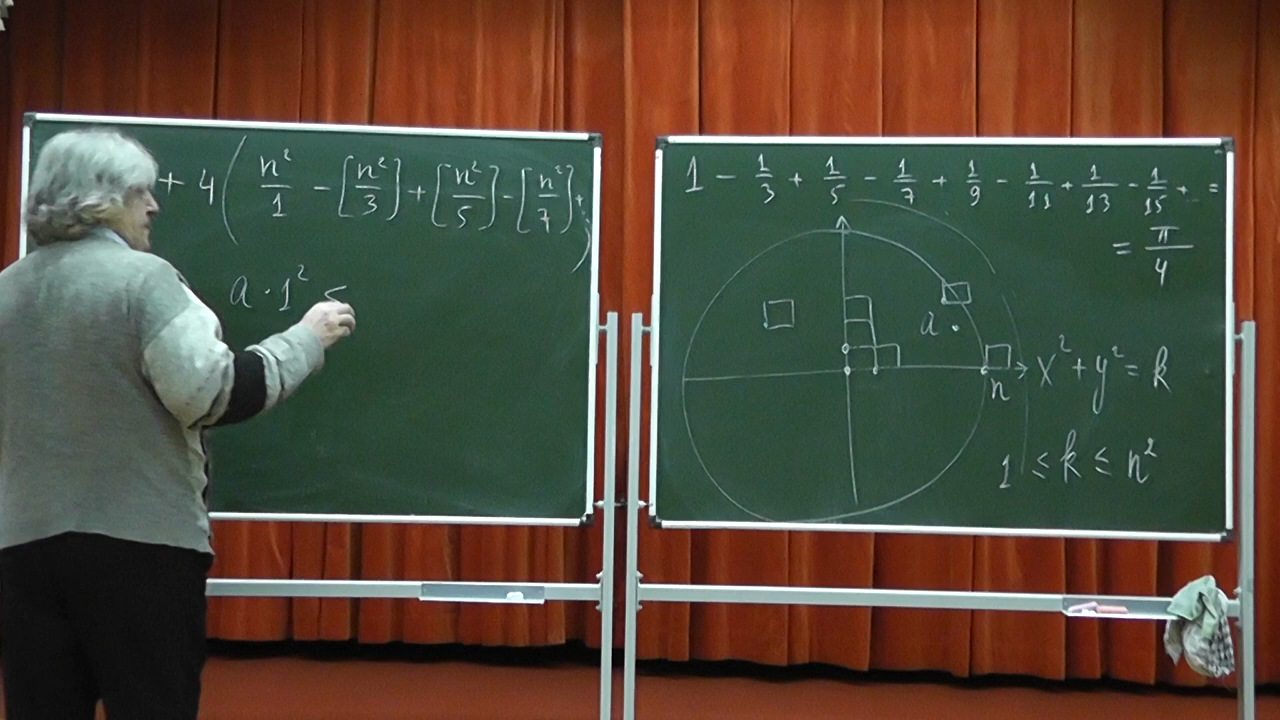 + 4 ( n²/1 - [n²/3] + [n²/5] - [n²/7] + )
a · 1² <
1 - 1/3 + 1/5 - 1/7 + 1/9 - 1/11 + 1/13 - 1/15 + . =
= π/4
a .
n
x² + y² = k
1 ≤ k ≤ n²